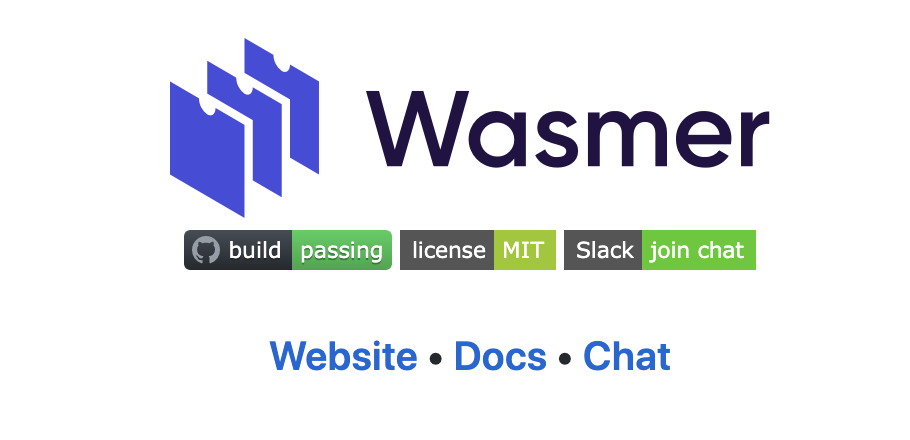 Wasmer
build passing license MIT Slack join chat
Website • Docs • Chat